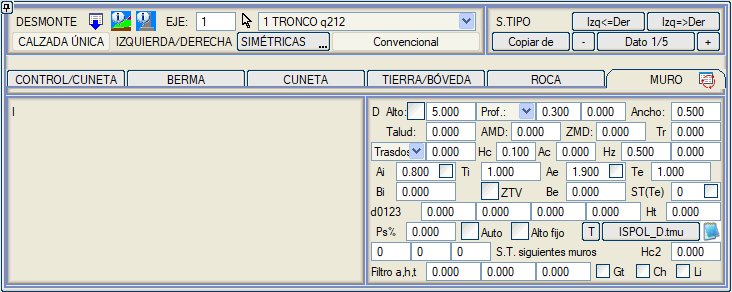 DESMONTE EJE: 1 1 TRONCO q212 S.TIPO Izq<=Der Izq=>Der
CALZADA ÚNICA IZQUIERDA/DERECHA SIMÉTRICAS ... Convencional Copiar de - Dato 1/5 +
CONTROL/CUNETA BERMA CUNETA TIERRA/BÓVEDA ROCA MURO
I
D Alto: 5.000 Prof.: 0.300 0.000 Ancho: 0.500
Talud: 0.000 AMD: 0.000 ZMD: 0.000 Tr 0.000
Trasdos 0.000 Hc 0.100 Ac 0.000 Hz 0.500 0.000
Ai 0.800 Ti 1.000 Ae 1.900 Te 1.000
Bi 0.000 ZTV Be 0.000 ST(Te) 0
d0123 0.000 0.000 0.000 0.000 Ht 0.000
Ps% 0.000 Auto Alto fijo T ISPOL_D.tmu
0 0 0 S.T. siguientes muros Hc2 0.000
Filtro a,h,t 0.000 0.000 0.000 Gt Ch Li